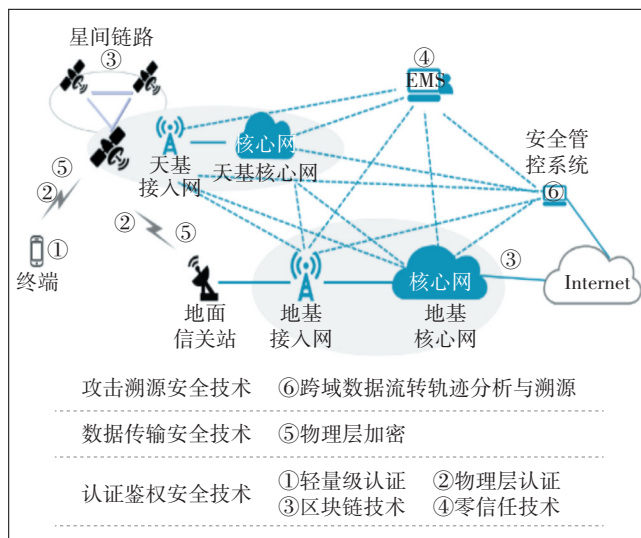 星间链路
③
④
EMS
核心网
天基
接入网
天基核心网
安全管
控系统
⑥
⑤
②
②
⑤
①
终端
地面
信关站
地基
接入网
核心网
地基
核心网
③
Internet
攻击溯源安全技术 ⑥跨域数据流转轨迹分析与溯源
数据传输安全技术 ⑤物理层加密
认证鉴权安全技术 ①轻量级认证 ②物理层认证
③区块链技术 ④零信任技术